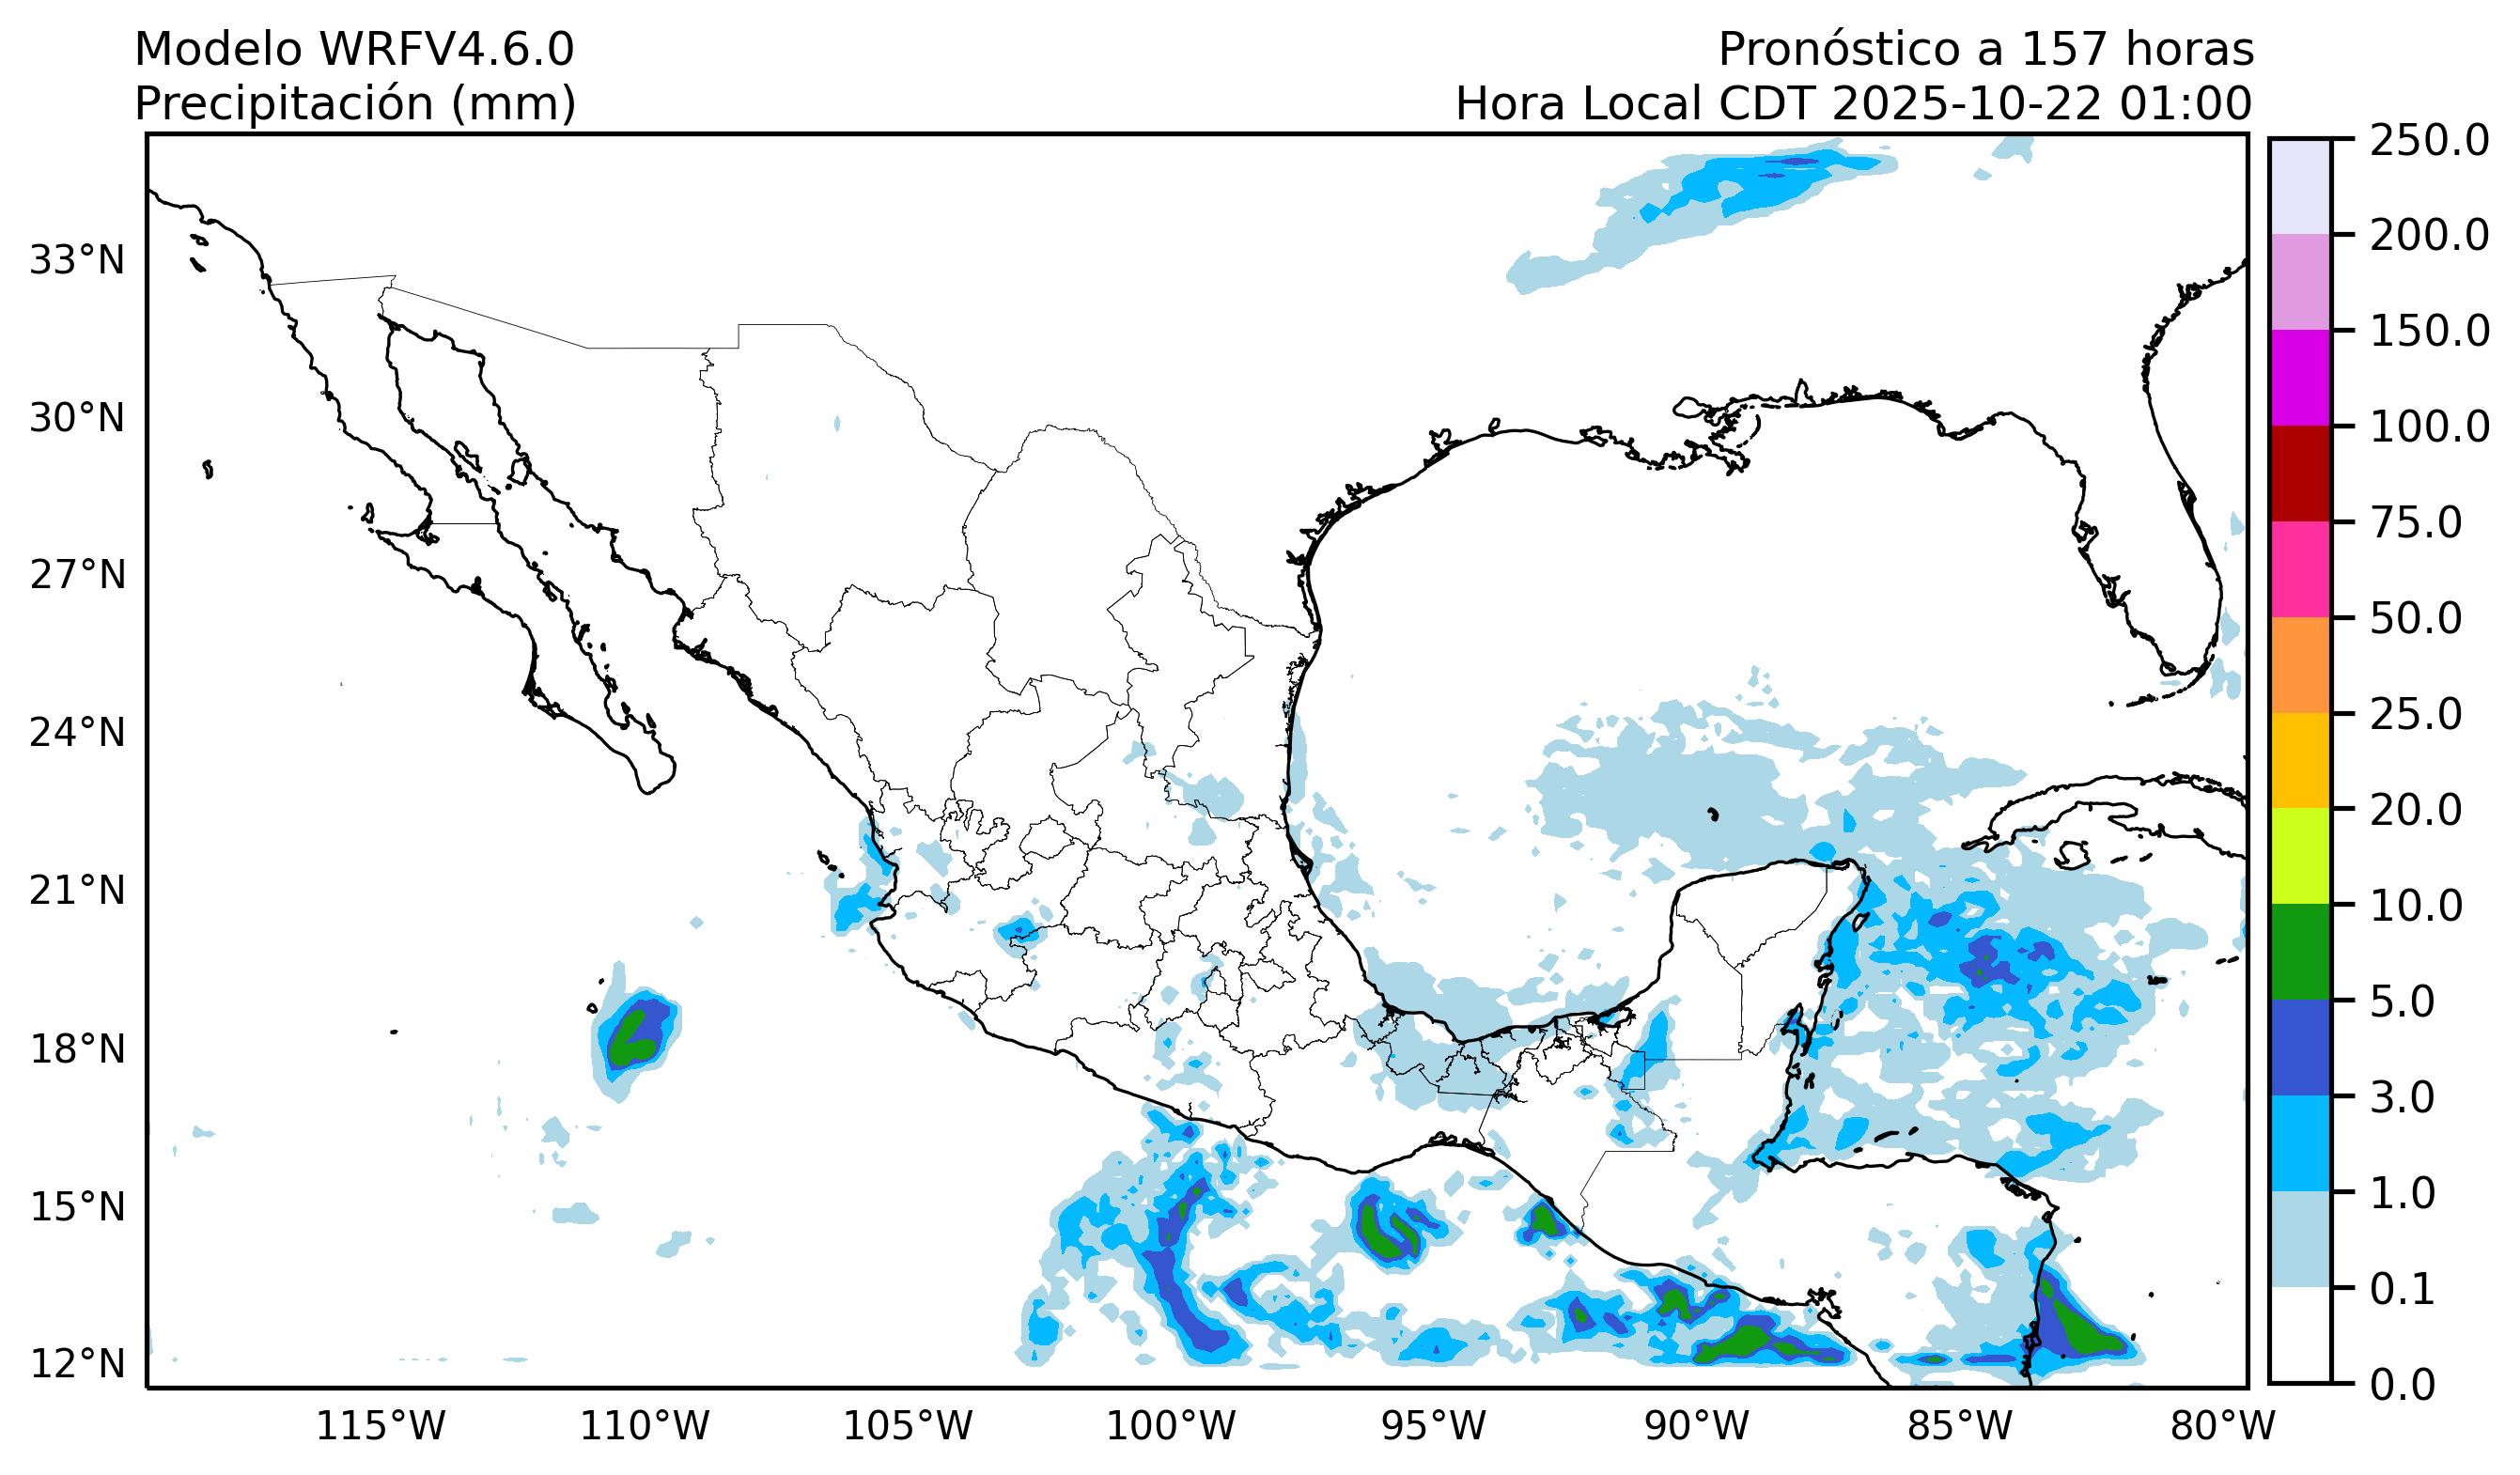 Modelo WRFV4.6.0
Precipitación (mm)
Pronóstico a 157 horas
Hora Local CDT 2025-10-22 01:00
33°N
30°N
27°N
24°N
21°N
18°N
15°N
12°N
115°W
110°W
105°W
100°W
95°W
90°W
85°W
80°W
250.0
200.0
150.0
100.0
75.0
50.0
25.0
20.0
10.0
5.0
3.0
1.0
0.1
0.0